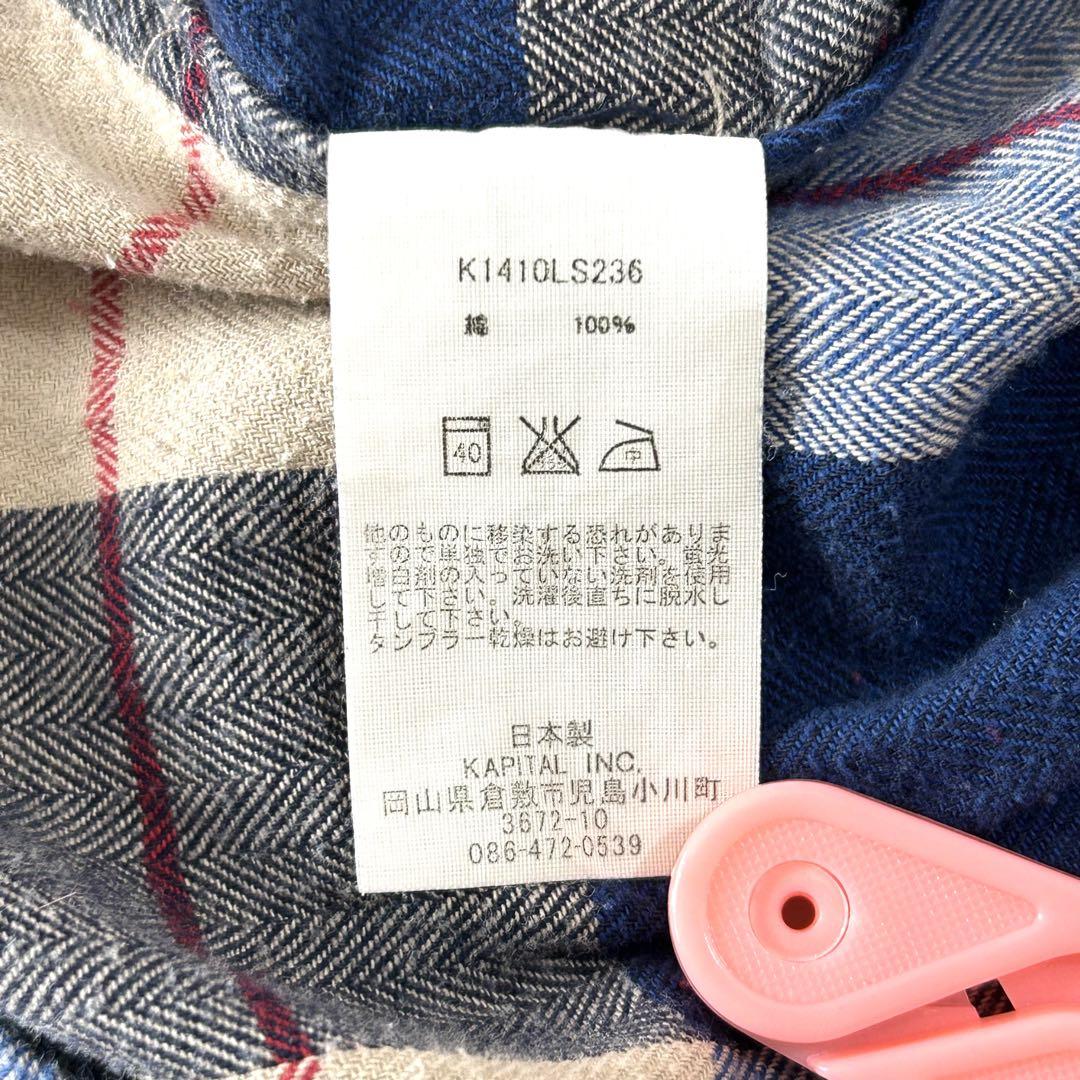 K1410LS236
綿 100%
40
中
他のものに移染する恐れがありま
すので単独でお洗い下さい。蛍光
増白剤の入っていない洗剤を使用
して下さい。洗濯後直ちに脱水し
干して下さい。
タンブラー乾燥はお避け下さい。
日本製
KAPITAL INC.
岡山県倉敷市児島小川町
3672-10
086-472-0539